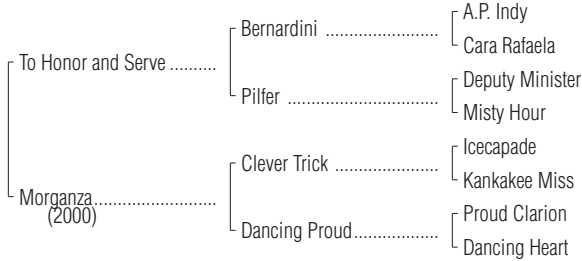 A.P. Indy
Bernardini ........................
Cara Rafaela
To Honor and Serve ..........
Deputy Minister
Pilfer ................................
Misty Hour
Icecapade
Clever Trick ......................
Kankakee Miss
Morganza..........................
(2000)
Proud Clarion
Dancing Proud..................
Dancing Heart